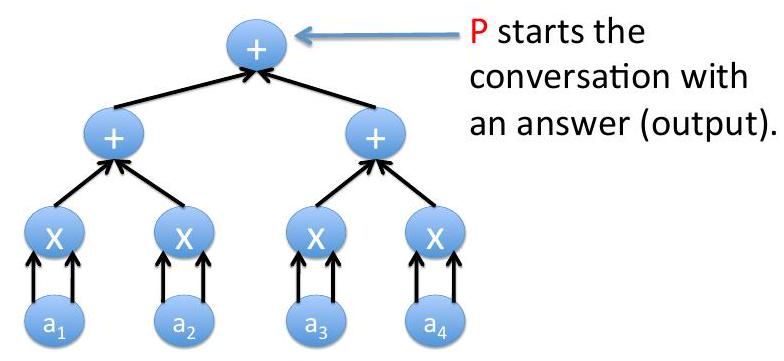 +
P starts the
conversation with
an answer (output).
+ +
x x x x
a₁ a₂ a₃ a₄